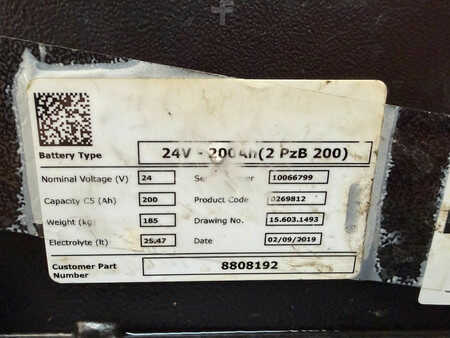 Battery Type 24V - 200Ah(2 PzB 200)
Nominal Voltage (V) 24 10066799
Capacity C5 (Ah) 200 Product Code 0269812
Weight (kg) 185 Drawing No. 15.603.1493
Electrolyte (lt) 25.47 Date 02/09/2019
Customer Part Number 8808192